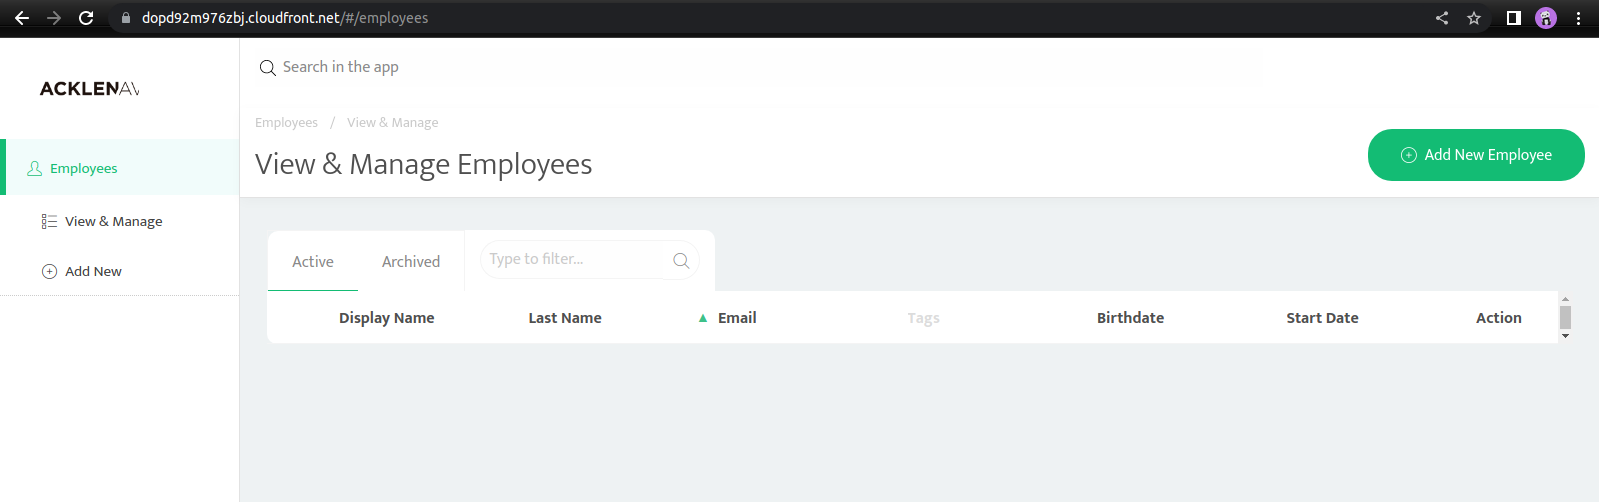 dopd92m976zbj.cloudfront.net/#/employees
ACKLENAV
Search in the app
Employees / View & Manage
View & Manage Employees
Add New Employee
Employees
View & Manage
Add New
Active Archived Type to filter...
Display Name Last Name Email Tags Birthdate Start Date Action